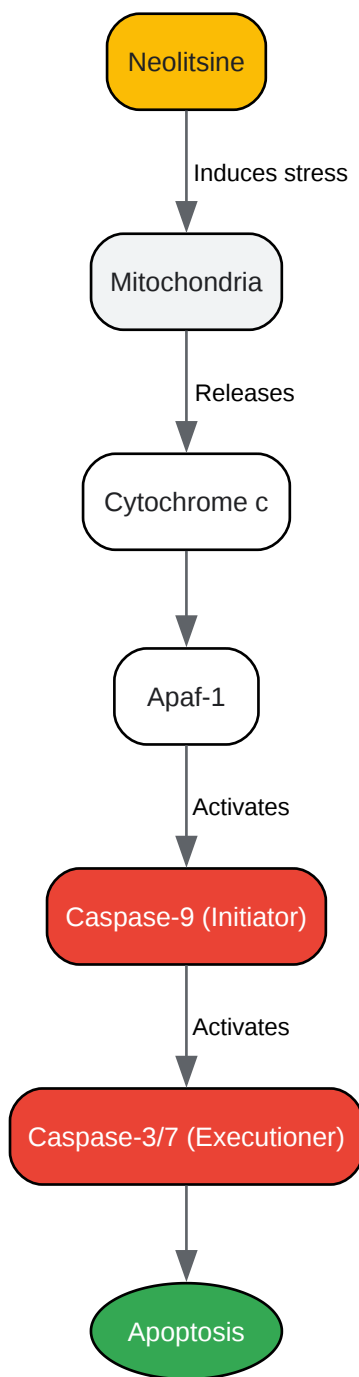 Neolitsine
Induces stress
Mitochondria
Releases
Cytochrome c
Apaf-1
Activates
Caspase-9 (Initiator)
Activates
Caspase-3/7 (Executioner)
Apoptosis